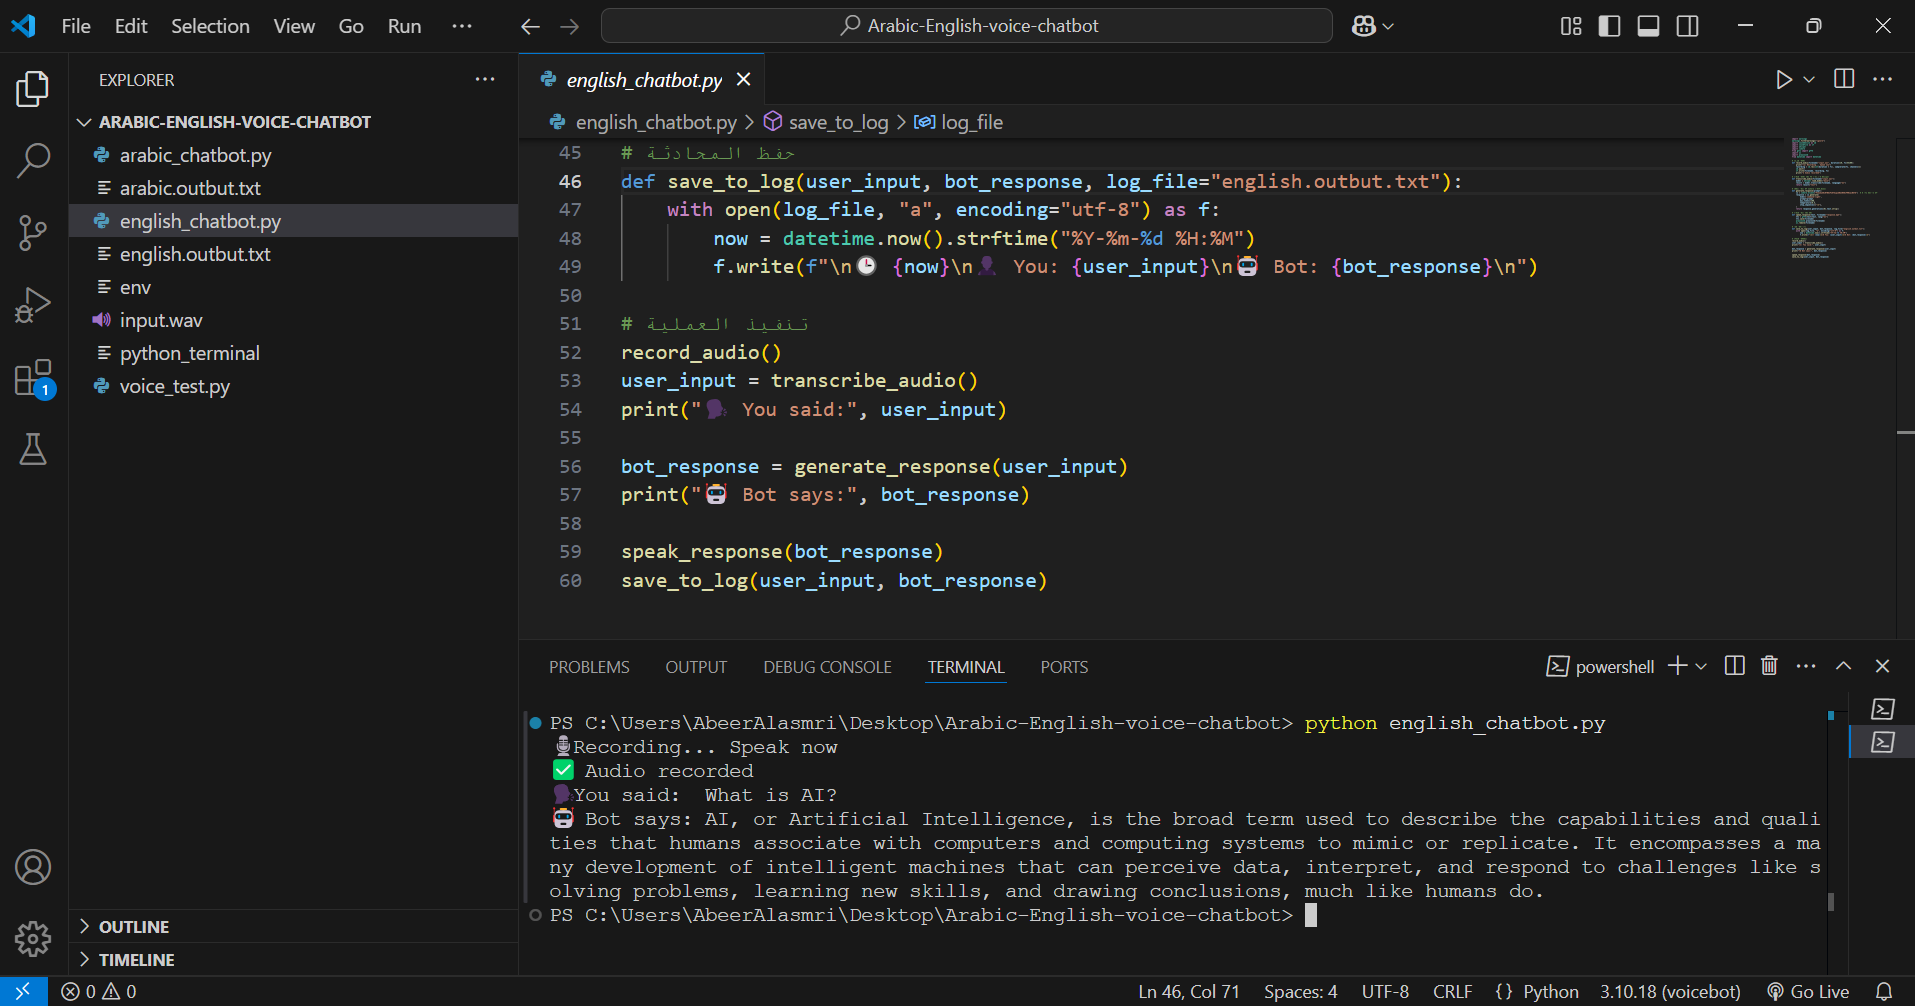 File Edit Selection View Go Run ··· Arabic-English-voice-chatbot
EXPLORER ···
ARABIC-ENGLISH-VOICE-CHATBOT
arabic_chatbot.py
arabic.outbut.txt
english_chatbot.py
english.outbut.txt
env
input.wav
python_terminal
voice_test.py
1
OUTLINE
TIMELINE
english_chatbot.py
english_chatbot.py > save_to_log > log_file
45 # حفظ المحادثة
46 def save_to_log(user_input, bot_response, log_file="english.outbut.txt"):
47 with open(log_file, "a", encoding="utf-8") as f:
48 now = datetime.now().strftime("%Y-%m-%d %H:%M")
49 f.write(f"\n🕒 {now}\n👤 You: {user_input}\n🤖 Bot: {bot_response}\n")
50
51 # تنفيذ العملية
52 record_audio()
53 user_input = transcribe_audio()
54 print("🗣 You said:", user_input)
55
56 bot_response = generate_response(user_input)
57 print("🤖 Bot says:", bot_response)
58
59 speak_response(bot_response)
60 save_to_log(user_input, bot_response)
PROBLEMS OUTPUT DEBUG CONSOLE TERMINAL PORTS powershell
PS C:\Users\AbeerAlasmri\Desktop\Arabic-English-voice-chatbot> python english_chatbot.py
🎙Recording... Speak now
✅ Audio recorded
🗣You said:  What is AI?
🤖 Bot says: AI, or Artificial Intelligence, is the broad term used to describe the capabilities and quali
ties that humans associate with computers and computing systems to mimic or replicate. It encompasses a ma
ny development of intelligent machines that can perceive data, interpret, and respond to challenges like s
olving problems, learning new skills, and drawing conclusions, much like humans do.
PS C:\Users\AbeerAlasmri\Desktop\Arabic-English-voice-chatbot>
0 0 Ln 46, Col 71 Spaces: 4 UTF-8 CRLF {} Python 3.10.18 (voicebot) Go Live